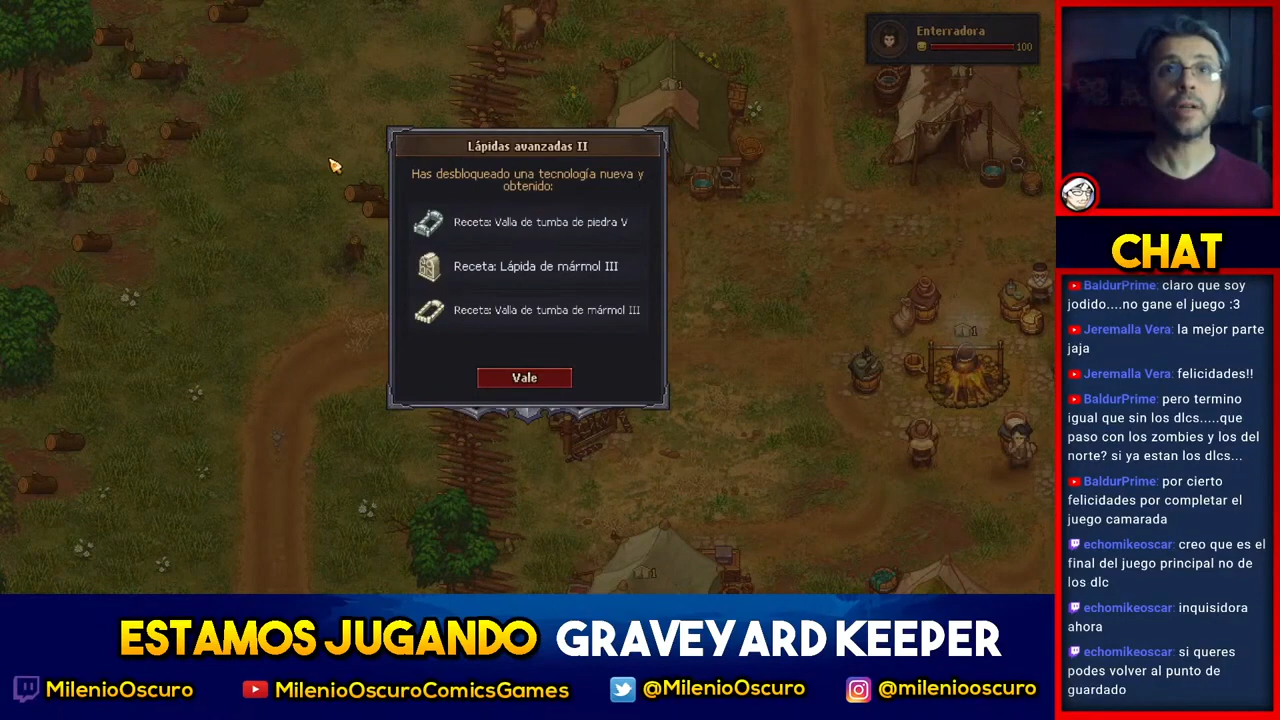 Enterradora
100
Lápidas avanzadas II
Has desbloqueado una tecnología nueva y
obtenido:
Receta: Valla de tumba de piedra V
Receta: Lápida de mármol III
Receta: Valla de tumba de mármol III
Vale
1
1
1
1
CHAT
BaldurPrime: claro que soy
jodido....no gane el juego :3
Jeremalla Vera: la mejor parte
jaja
Jeremalla Vera: felicidades!!
BaldurPrime: pero termino
igual que sin los dlcs.....que
paso con los zombies y los del
norte? si ya estan los dlcs...
BaldurPrime: por cierto
felicidades por completar el
juego camarada
echomikeoscar: creo que es el
final del juego principal no de
los dlc
echomikeoscar: inquisidora
ahora
echomikeoscar: si queres
podes volver al punto de
guardado
ESTAMOS JUGANDO GRAVEYARD KEEPER
MilenioOscuro
MilenioOscuroComicsGames
@MilenioOscuro
@mileniooscuro